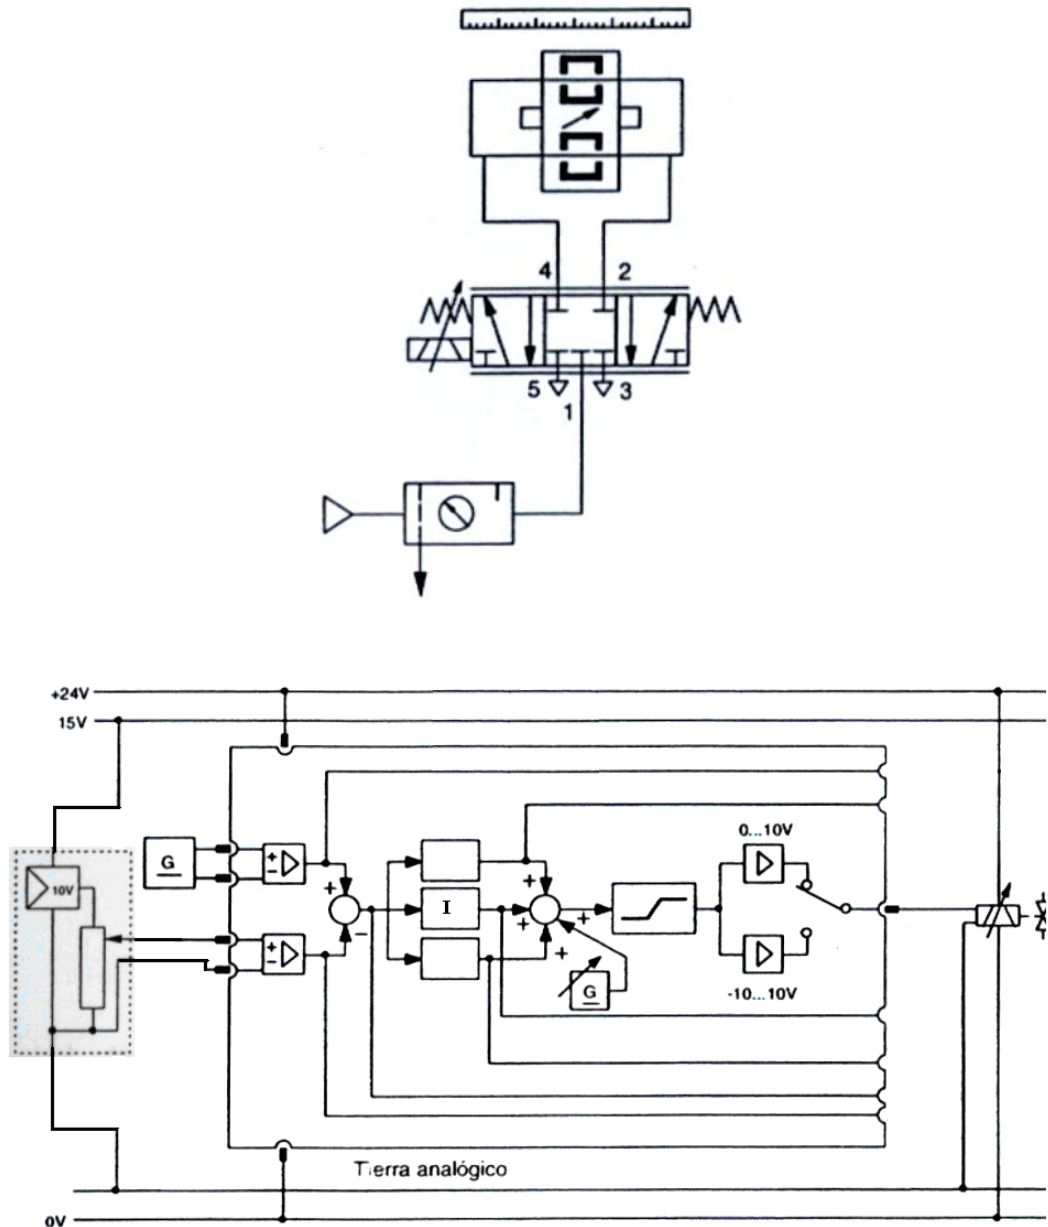 4 2
5 3
1
+24V
15V
0...10V
G
10V
I
G
-10...10V
Tierra analógico
0V